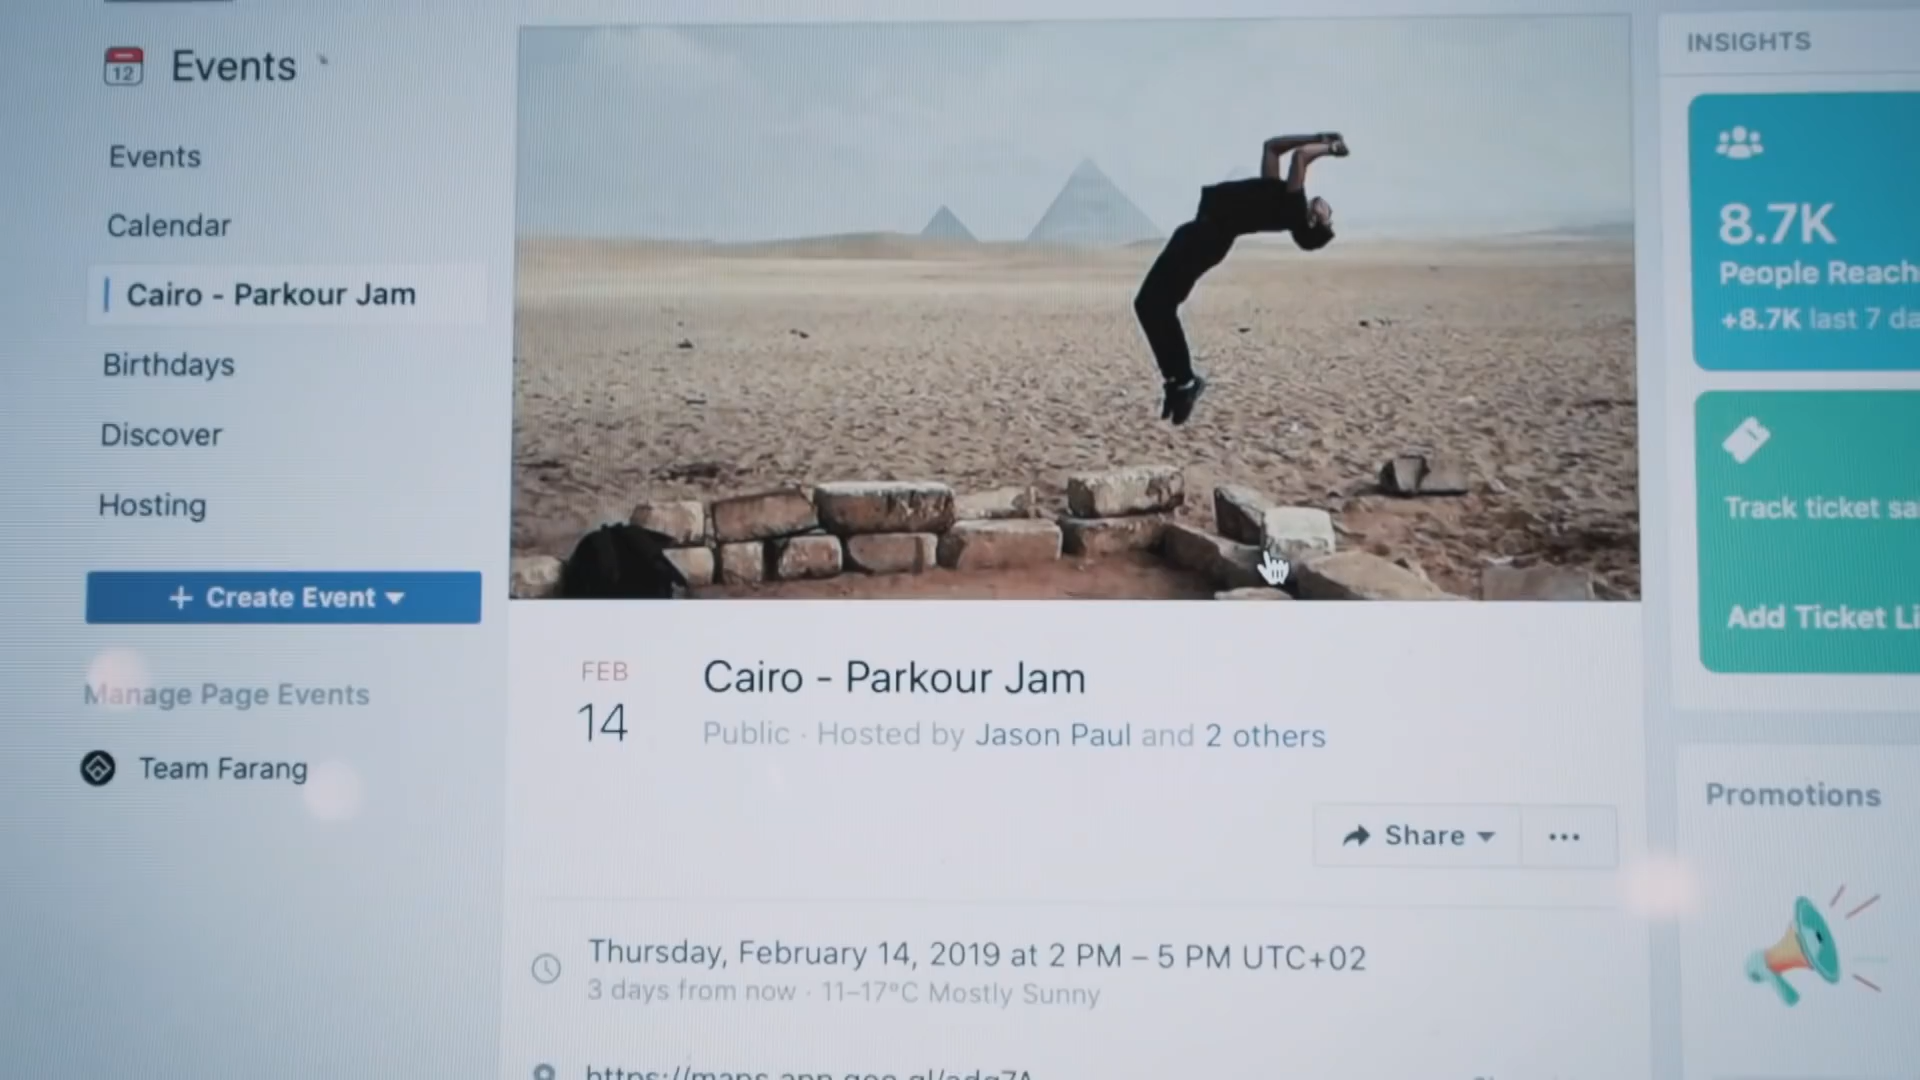 12
Events
Events
Calendar
Cairo - Parkour Jam
Birthdays
Discover
Hosting
+ Create Event
Manage Page Events
Team Farang
FEB
14
Cairo - Parkour Jam
Public · Hosted by Jason Paul and 2 others
Share
...
Thursday, February 14, 2019 at 2 PM – 5 PM UTC+02
3 days from now · 11–17°C Mostly Sunny
INSIGHTS
8.7K
People Reach
+8.7K last 7 da
Track ticket sa
Add Ticket Li
Promotions